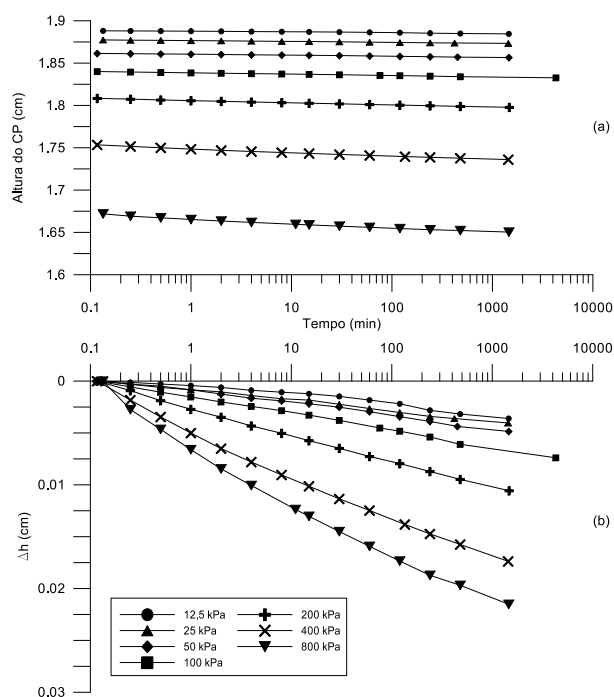 1.9
1.85
1.8
1.75
1.7
1.65
1.6
Altura do CP (cm)
(a)
0.1 1 10 100 1000 10000
Tempo (min)
0.1 1 10 100 1000 10000
0
0.01
0.02
0.03
Δh (cm)
(b)
12,5 kPa 200 kPa
25 kPa 400 kPa
50 kPa 800 kPa
100 kPa